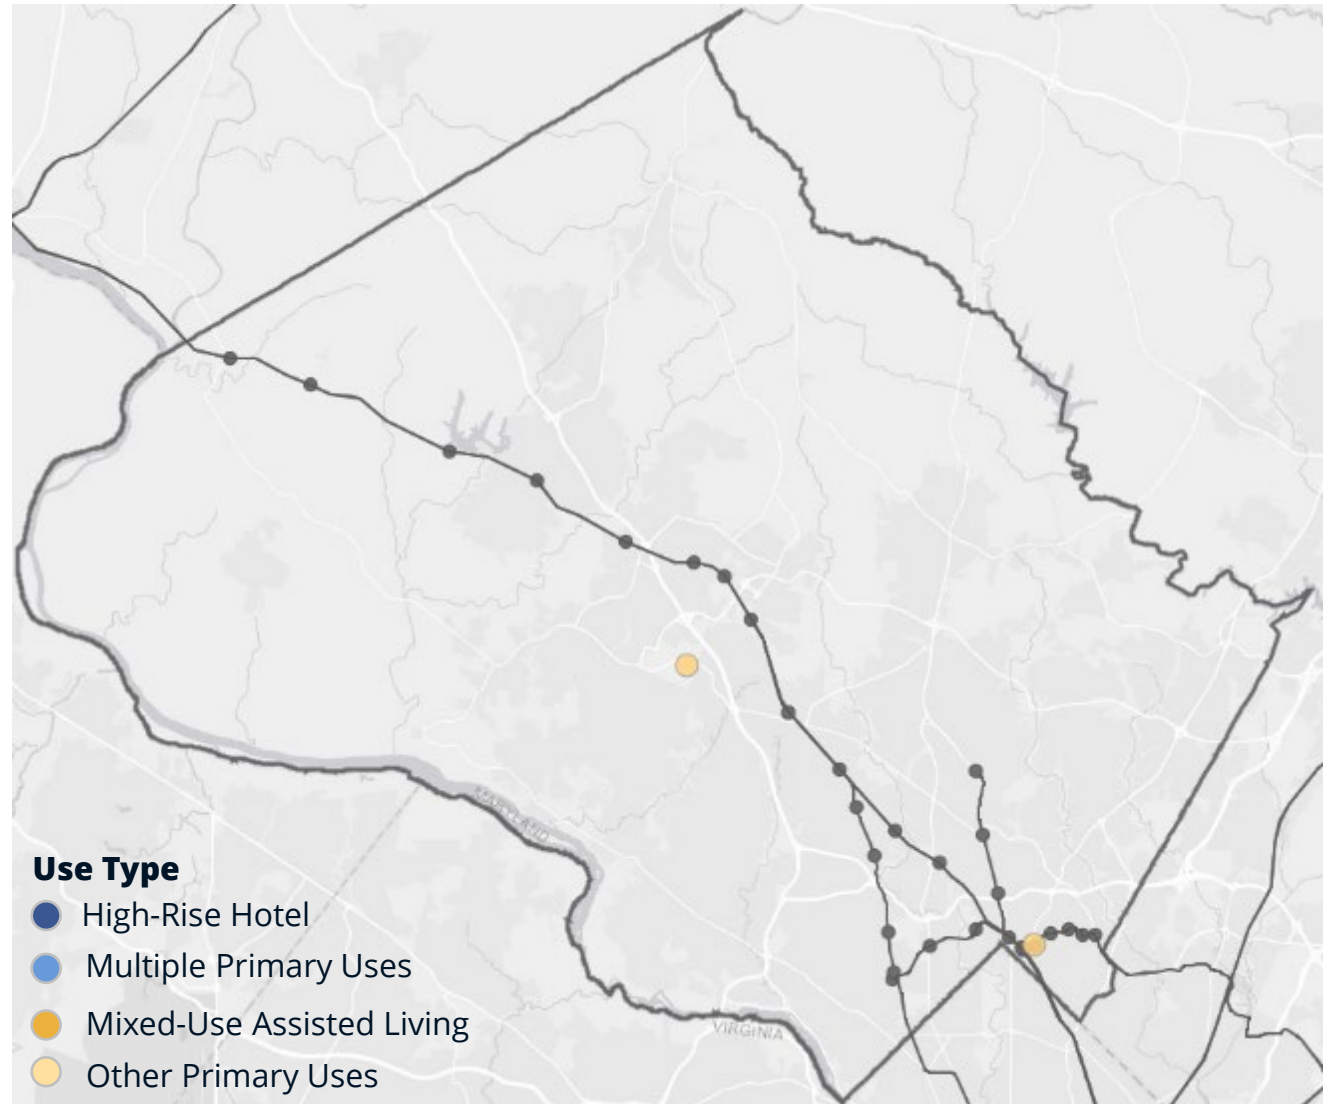 MARYLAND
VIRGINIA
Use Type
High-Rise Hotel
Multiple Primary Uses
Mixed-Use Assisted Living
Other Primary Uses